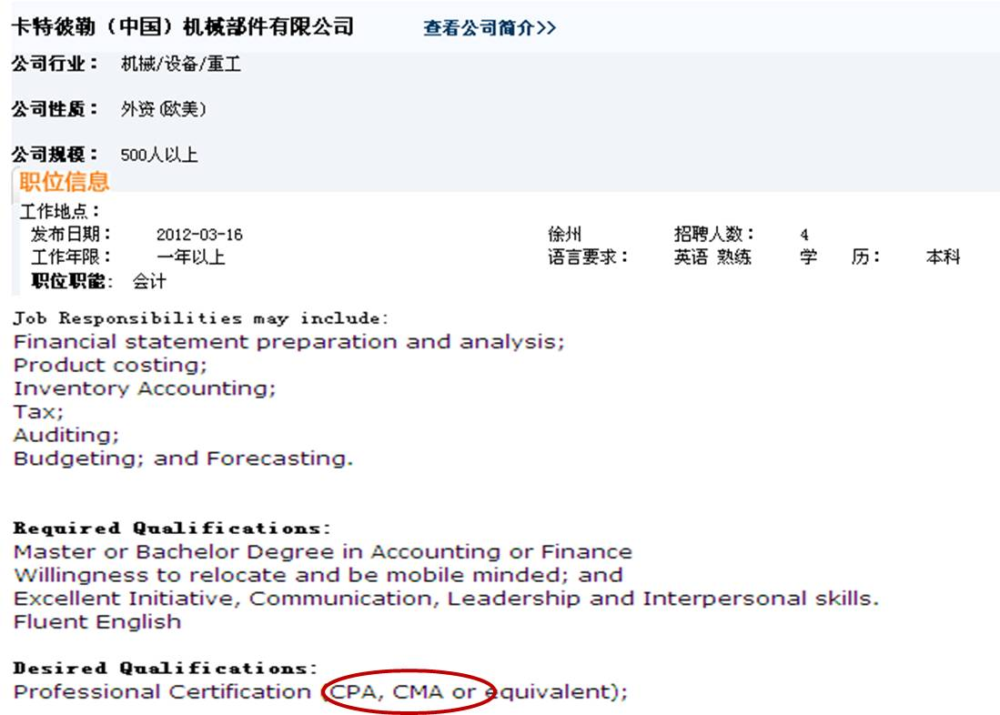 卡特彼勒（中国）机械部件有限公司 查看公司简介>>
公司行业： 机械/设备/重工
公司性质： 外资(欧美)
公司规模： 500人以上
职位信息
工作地点：
发布日期： 2012-03-16 徐州 招聘人数： 4
工作年限： 一年以上 语言要求： 英语 熟练 学 历： 本科
职位职能: 会计
Job Responsibilities may include:
Financial statement preparation and analysis;
Product costing;
Inventory Accounting;
Tax;
Auditing;
Budgeting; and Forecasting.
Required Qualifications:
Master or Bachelor Degree in Accounting or Finance
Willingness to relocate and be mobile minded; and
Excellent Initiative, Communication, Leadership and Interpersonal skills.
Fluent English
Desired Qualifications:
Professional Certification (CPA, CMA or equivalent);